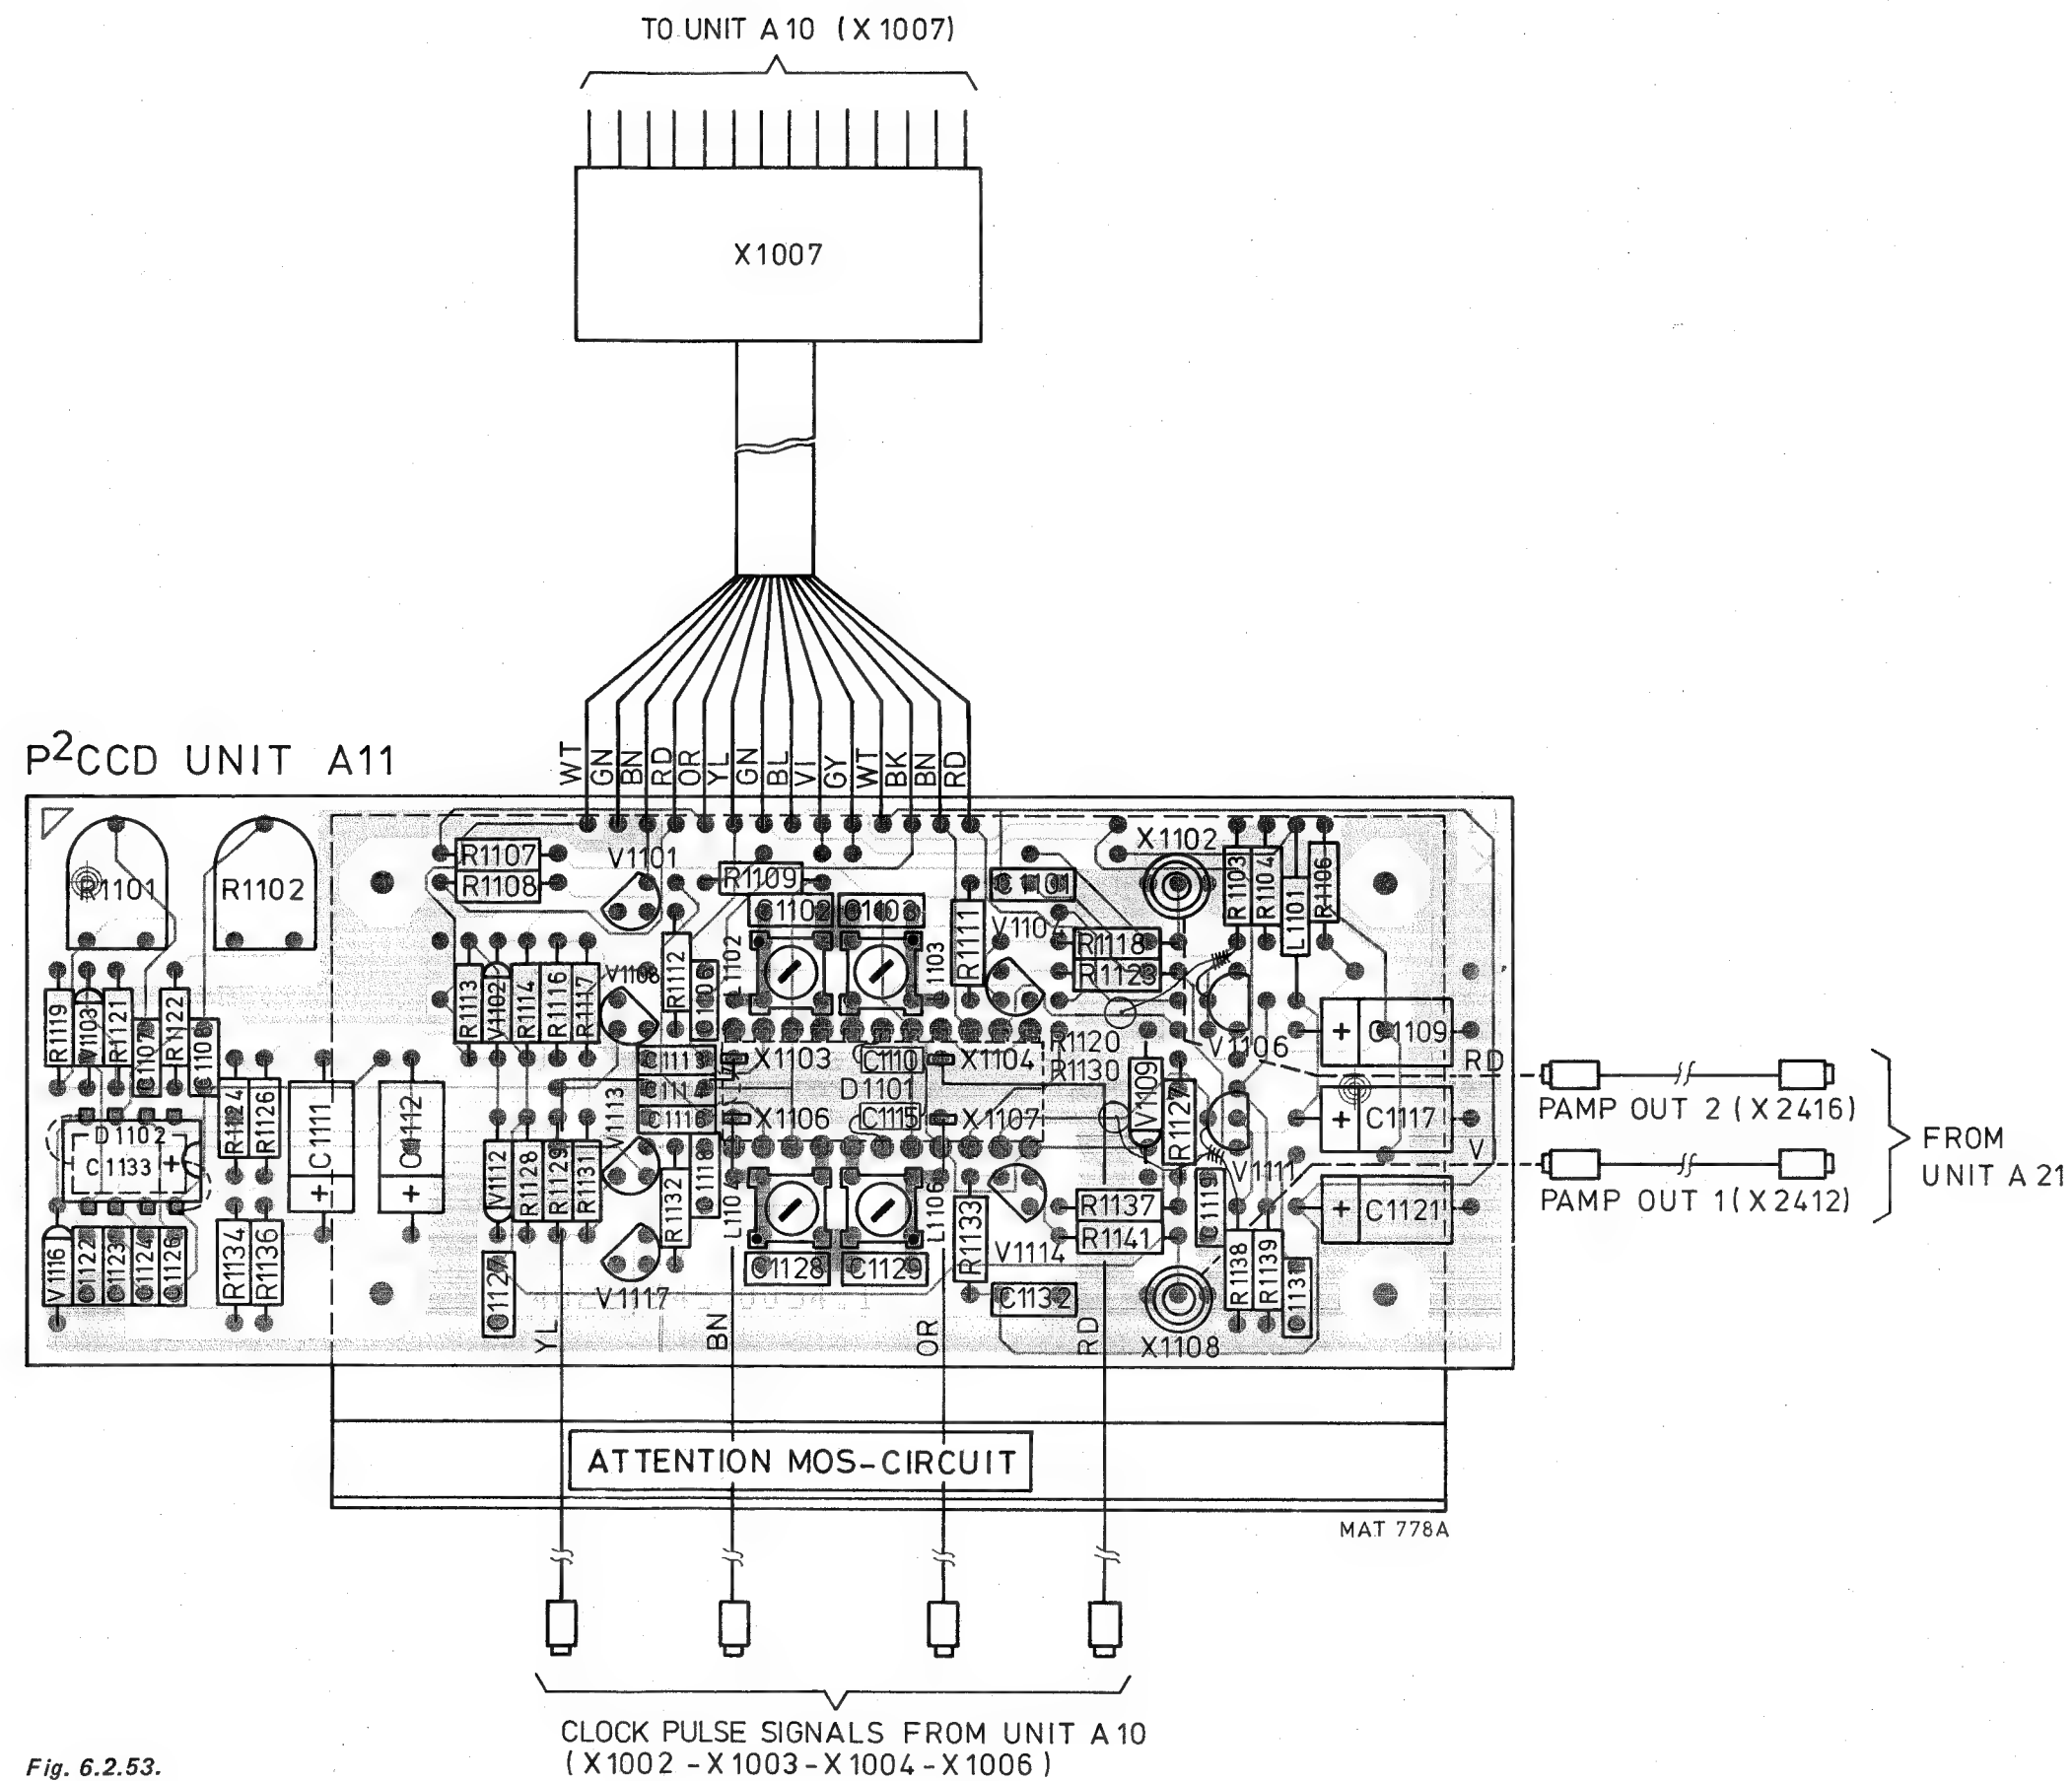 TO UNIT A10 (X1007)
X1007
P²CCD UNIT A11
WT GN BN RD OR YL GN BL VI GY WT BK BN RD
R1101
R1102
R1107
R1108
V1101
R1109
C1102
C1103
C1101
X1102
R1103
R1104
L1101
R1106
R1119
V1103
R1121
C1107
R1122
C1108
R1113
V1102
R1114
R1116
R1117
V1108
R1112
C1106
L1102
L1103
R1111
V1104
R1118
R1123
R1120
R1130
V1106
C1109
RD
R1124
R1126
C1111
C1112
C1113
C1114
C1116
X1103
C1110
X1104
D1101
X1106
C1115
X1107
V1109
R1127
C1117
V
D1102
C1133
V1112
R1128
R1129
R1131
V1113
R1132
C1118
L1104
L1106
R1133
R1137
R1141
V1111
C1119
C1121
V1116
C1122
C1123
C1124
C1126
R1134
R1136
C1127
V1117
C1128
C1129
V1114
C1132
R1138
R1139
C1131
X1108
YL
BN
OR
RD
PAMP OUT 2 (X2416)
PAMP OUT 1 (X2412)
FROM
UNIT A21
ATTENTION MOS-CIRCUIT
MAT 778A
CLOCK PULSE SIGNALS FROM UNIT A10
(X1002 - X1003 - X1004 - X1006)
Fig. 6.2.53.